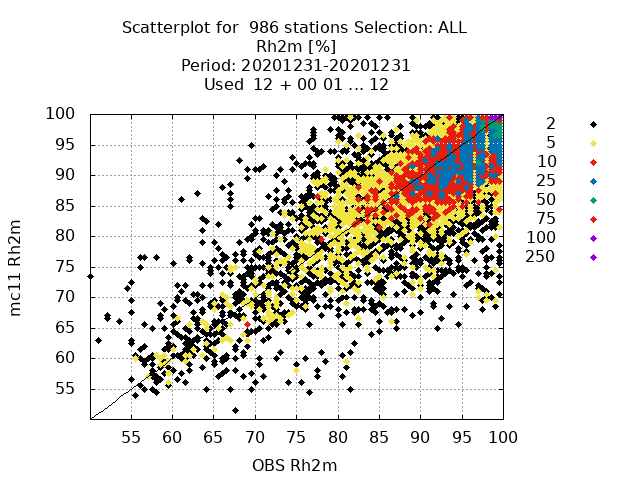 Scatterplot for  986 stations Selection: ALL
Rh2m [%]
Period: 20201231-20201231
Used  12 + 00 01 ... 12
100
95
90
85
80
75
70
65
60
55
mc11 Rh2m
55 60 65 70 75 80 85 90 95 100
OBS Rh2m
2
5
10
25
50
75
100
250